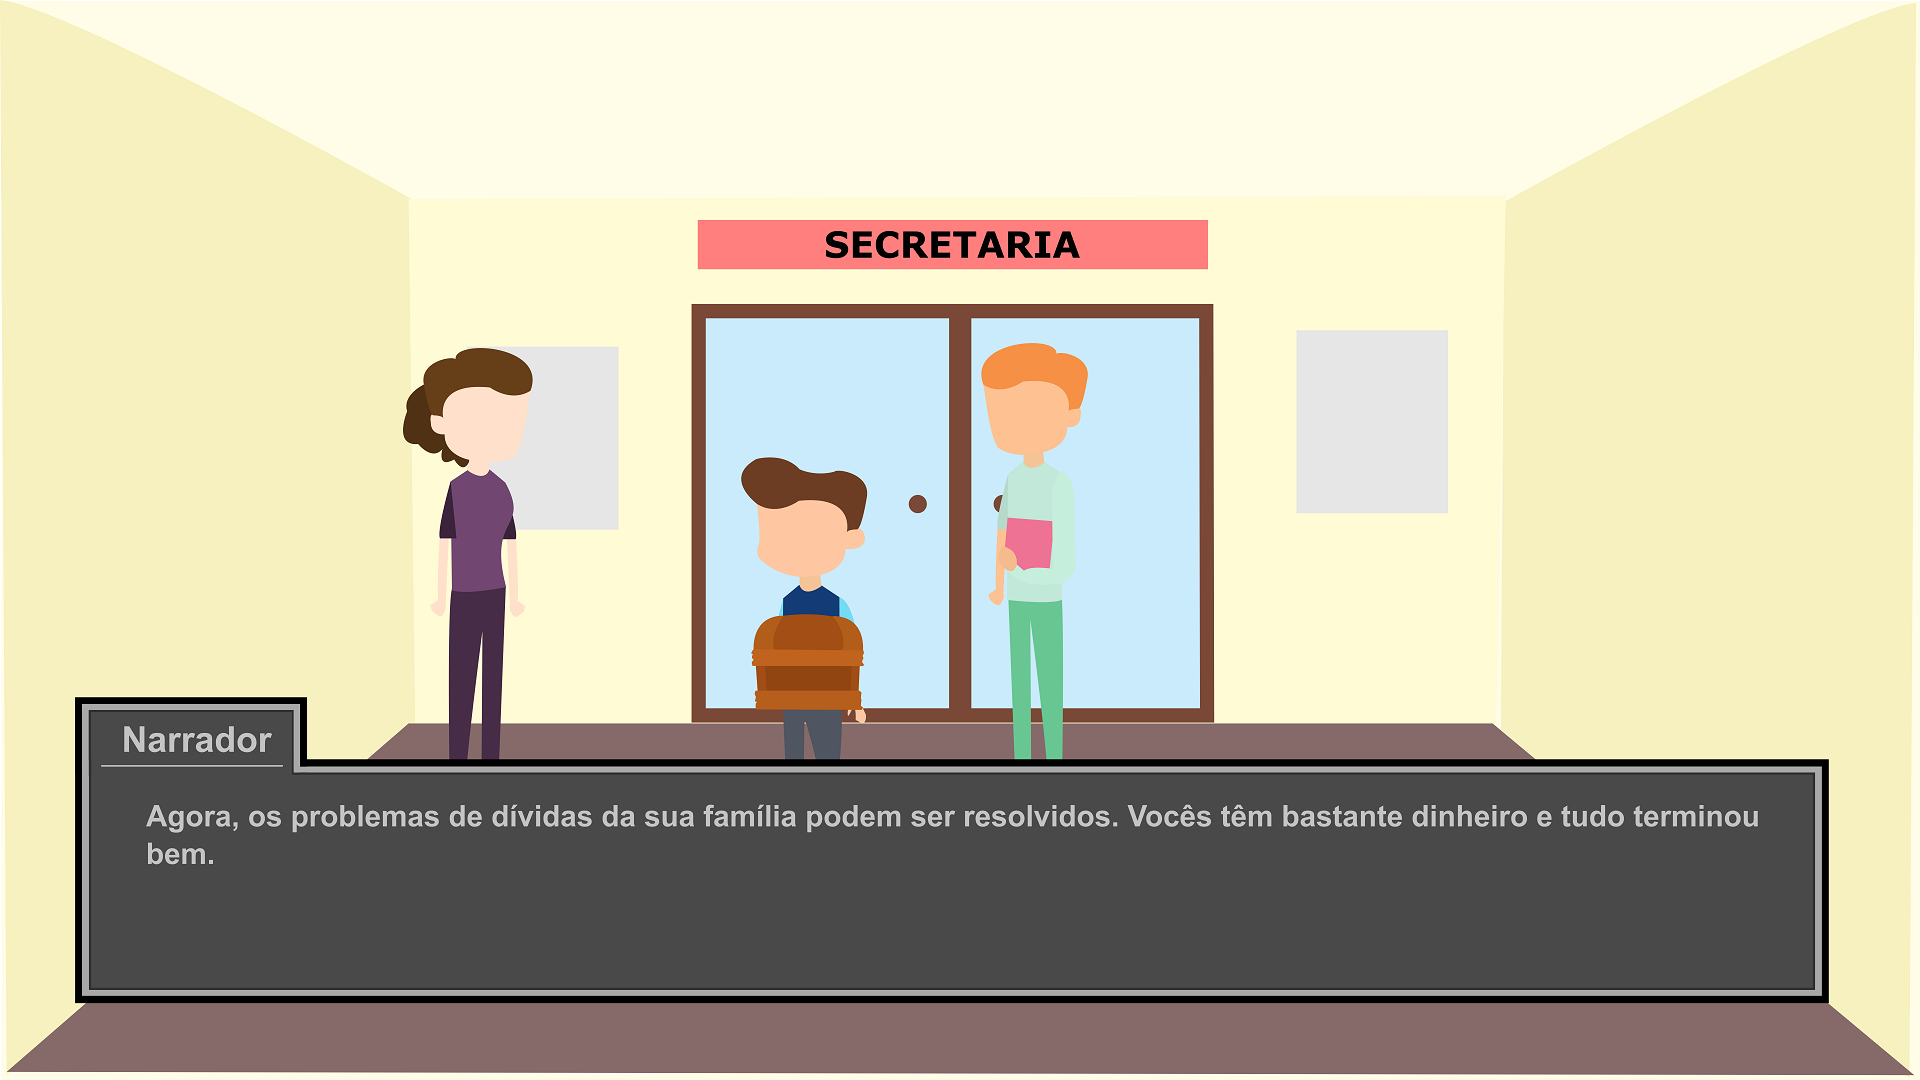 SECRETARIA
Narrador
Agora, os problemas de dívidas da sua família podem ser resolvidos. Vocês têm bastante dinheiro e tudo terminou
bem.